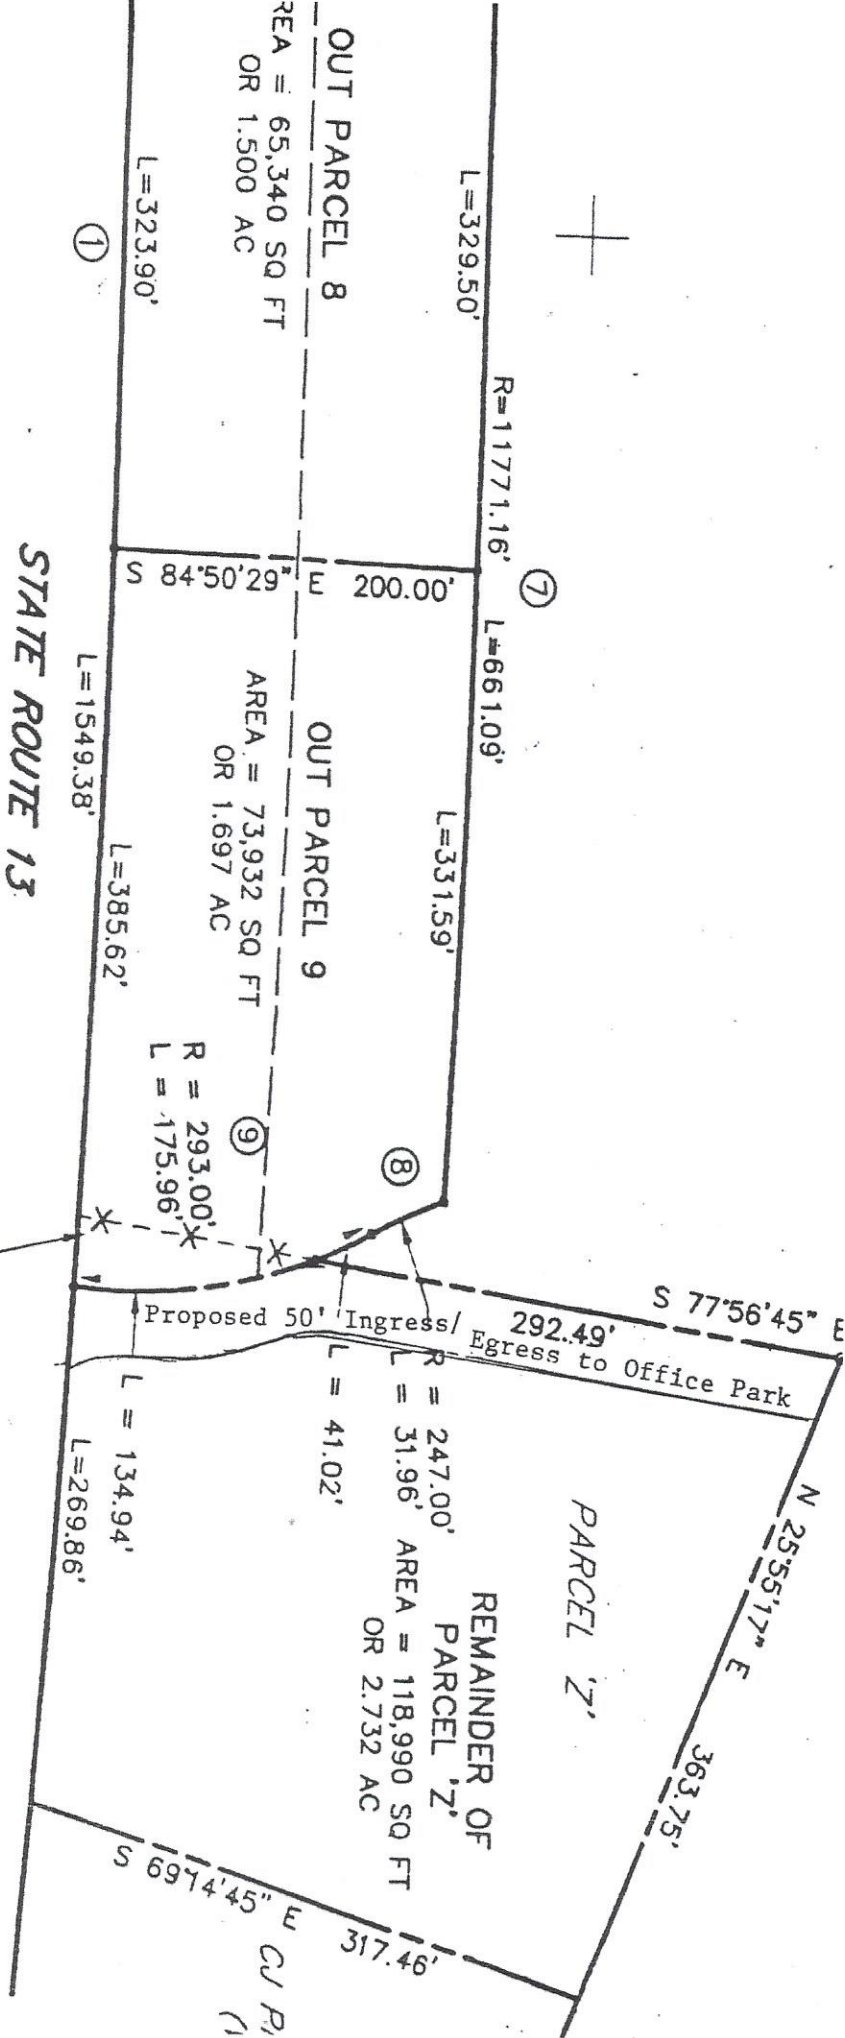 OUT PARCEL 8
REA = 65,340 SQ FT
OR 1.500 AC
L=329.50'
L=323.90'
①
R=11771.16'
⑦
S 84°50'29" E 200.00'
L=661.09'
L=331.59'
OUT PARCEL 9
AREA = 73,932 SQ FT
OR 1.697 AC
L=1549.38'
L=385.62'
STATE ROUTE 13
R = 293.00'
L = 175.96'
⑨
⑧
S 77°56'45" E
292.49'
Proposed 50' Ingress/
Egress to Office Park
R = 247.00'
L = 31.96'
L = 41.02'
L = 134.94'
L=269.86'
PARCEL 'Z'
REMAINDER OF
PARCEL 'Z'
AREA = 118,990 SQ FT
OR 2.732 AC
N 25°55'17" E
363.75'
S 69°14'45" E
317.46'